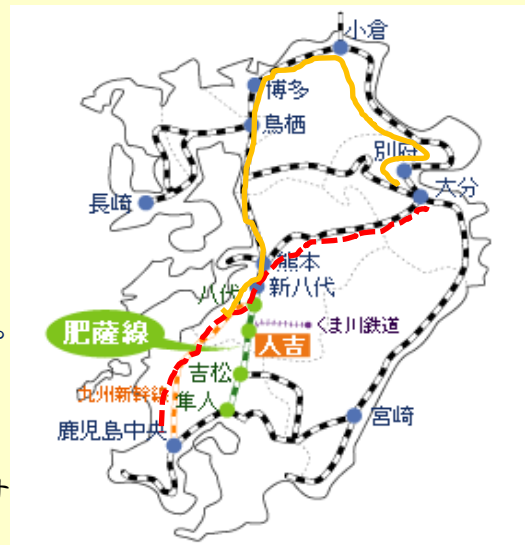 小倉
博多
鳥栖
別府
大分
長崎
熊本
新八代
八代
。
肥薩線
人吉
くま川鉄道
吉松
九州新幹線
隼人
宮崎
鹿児島中央